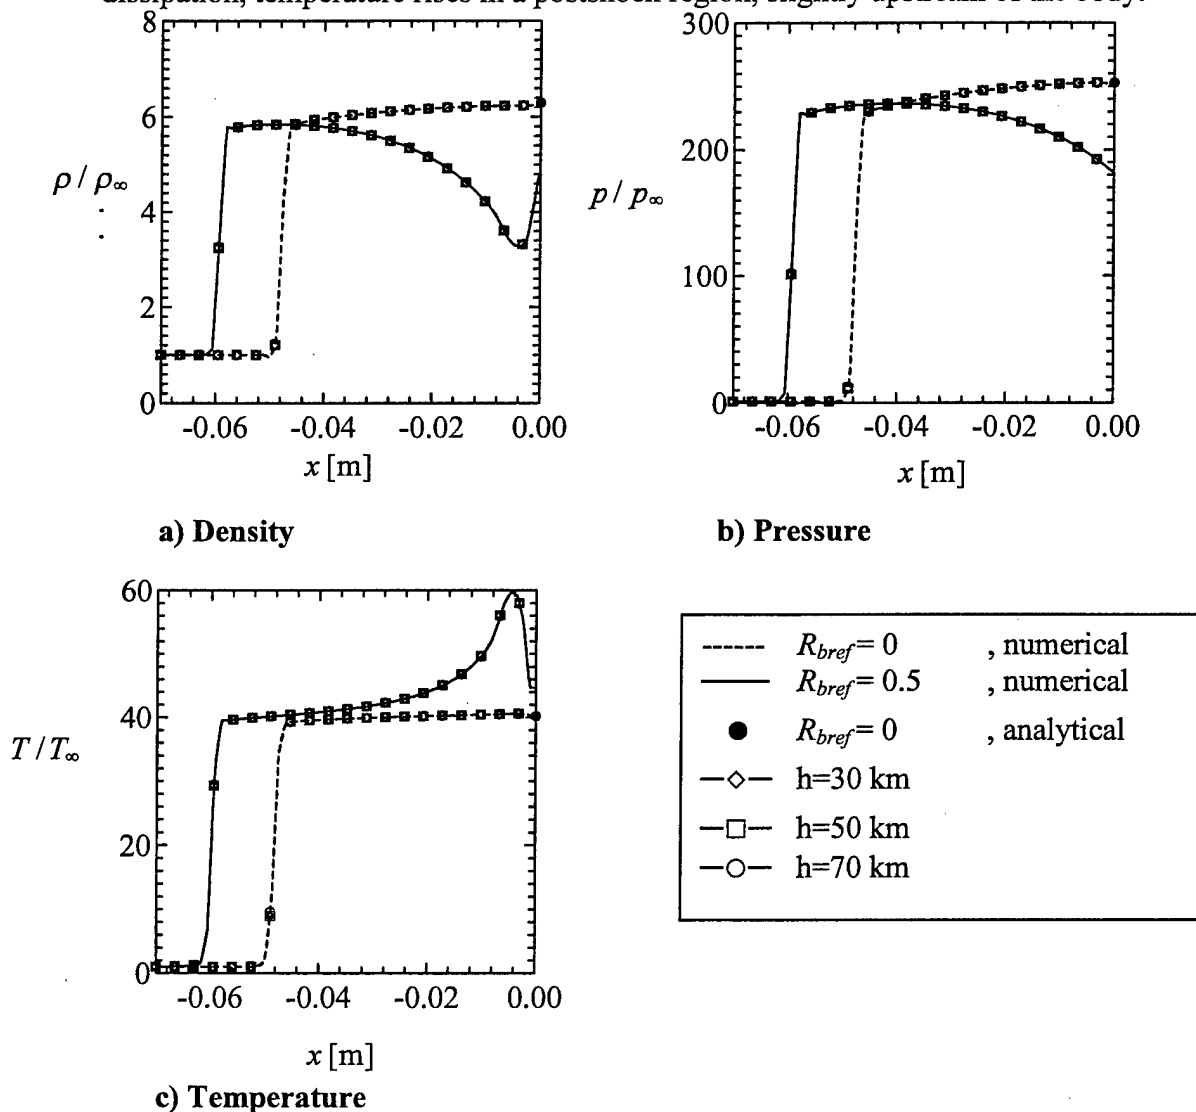 dissipation, temperature rises in a postshock region, slightly upstream of the body.
8
6
ρ / ρ∞
4
2
0
-0.06 -0.04 -0.02 0.00
x [m]
a) Density
300
200
p / p∞
100
0
-0.06 -0.04 -0.02 0.00
x [m]
b) Pressure
60
40
T / T∞
20
0
-0.06 -0.04 -0.02 0.00
x [m]
c) Temperature
Rbref= 0 , numerical
Rbref= 0.5 , numerical
Rbref= 0 , analytical
h=30 km
h=50 km
h=70 km